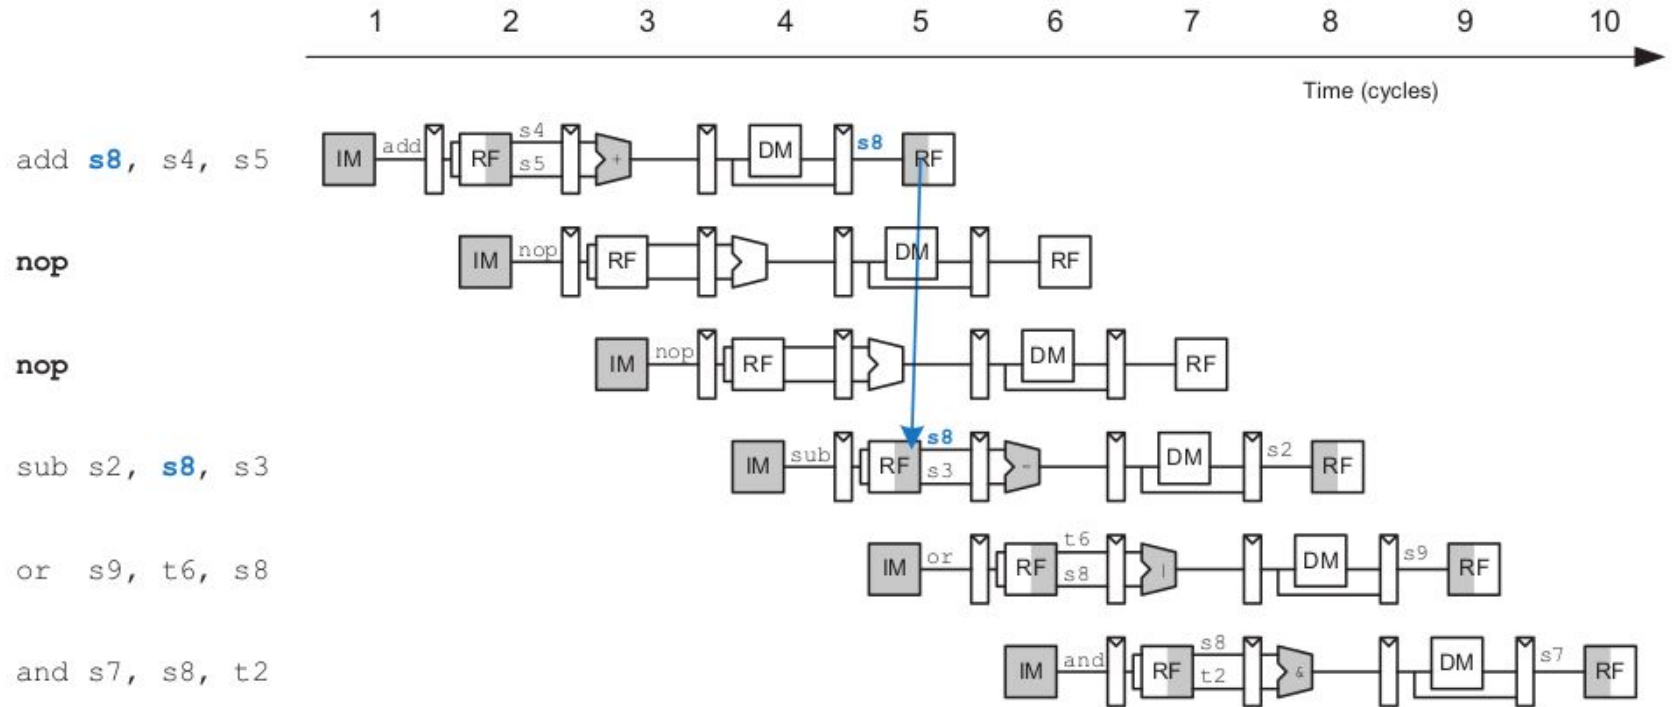 1 2 3 4 5 6 7 8 9 10
Time (cycles)
add s8, s4, s5 IM add RF s4 s5 + DM s8 RF
nop IM nop RF DM RF
nop IM nop RF DM RF
sub s2, s8, s3 IM sub RF s8 s3 - DM s2 RF
or s9, t6, s8 IM or RF t6 s8 | DM s9 RF
and s7, s8, t2 IM and RF s8 t2 & DM s7 RF